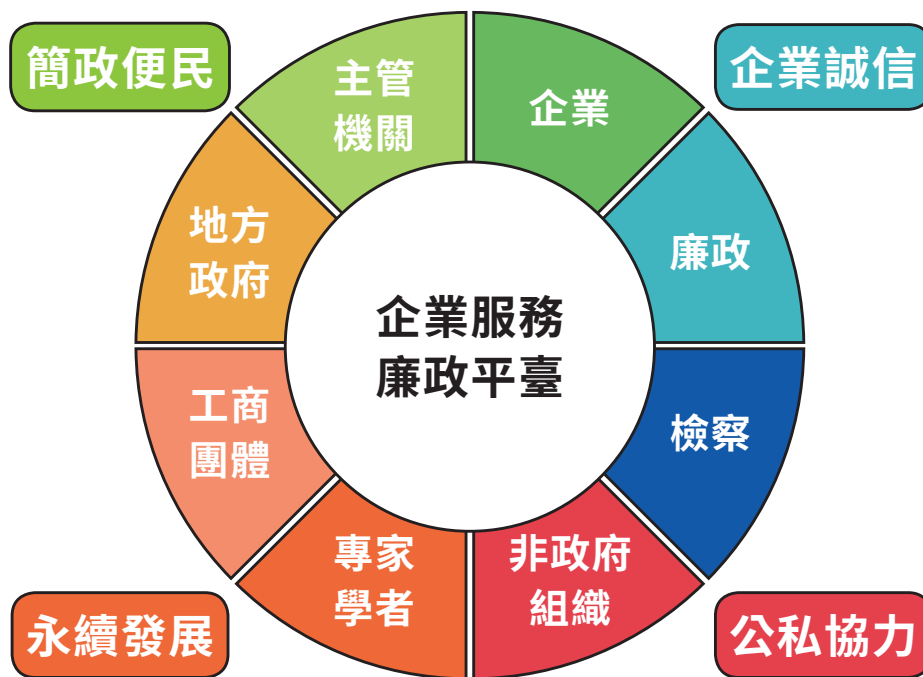 簡政便民
企業誠信
主管
機關
企業
地方
政府
廉政
企業服務
廉政平臺
工商
團體
檢察
專家
學者
非政府
組織
永續發展
公私協力